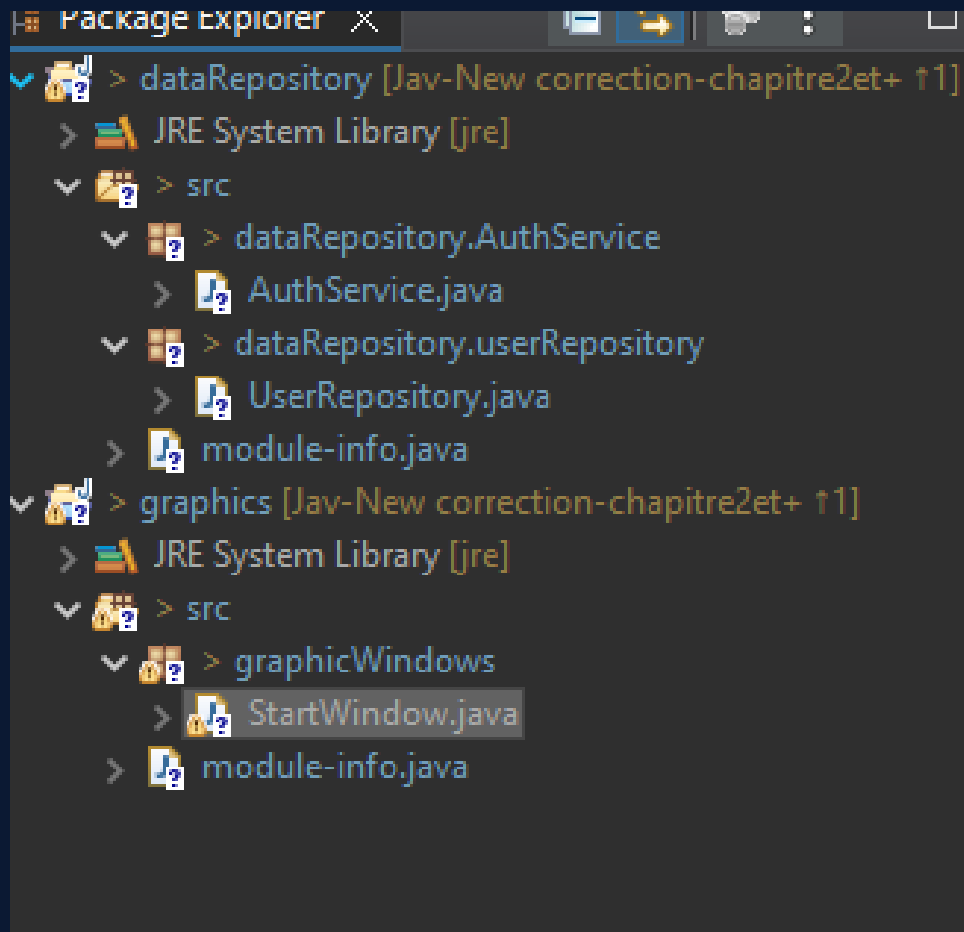 Package Explorer
> dataRepository [Jav-New correction-chapitre2et+ ↑1]
JRE System Library [jre]
> src
> dataRepository.AuthService
AuthService.java
> dataRepository.userRepository
UserRepository.java
module-info.java
> graphics [Jav-New correction-chapitre2et+ ↑1]
JRE System Library [jre]
> src
> graphicWindows
StartWindow.java
module-info.java